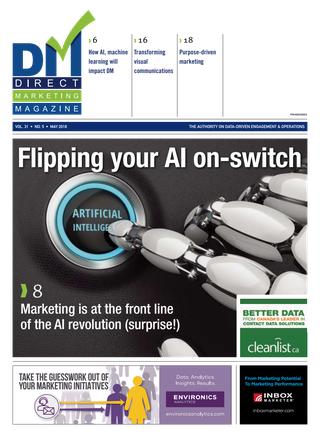 DM
DIRECT
MARKETING
MAGAZINE
❱ 6
How AI, machine
learning will
impact DM
❱ 16
Transforming
visual
communications
❱ 18
Purpose-driven
marketing
VOL. 31 • NO. 5 • MAY 2018
THE AUTHORITY ON DATA-DRIVEN ENGAGEMENT & OPERATIONS
Flipping your AI on-switch
ARTIFICIAL
INTELLIGE
❱ 8
Marketing is at the front line
of the AI revolution (surprise!)
BETTER DATA
FROM CANADA'S LEADER IN
CONTACT DATA SOLUTIONS
cleanlist.ca
TAKE THE GUESSWORK OUT OF
YOUR MARKETING INITIATIVES
Data. Analytics.
Insights. Results.
ENVIRONICS
ANALYTICS
environicsanalytics.com
From Marketing Potential
To Marketing Performance
INBOX
MARKETER
inboxmarketer.com